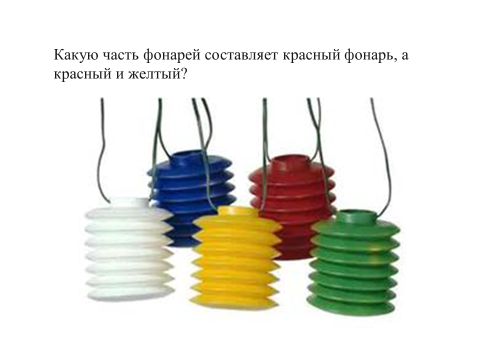 Какую часть фонарей составляет красный фонарь, а
красный и желтый?